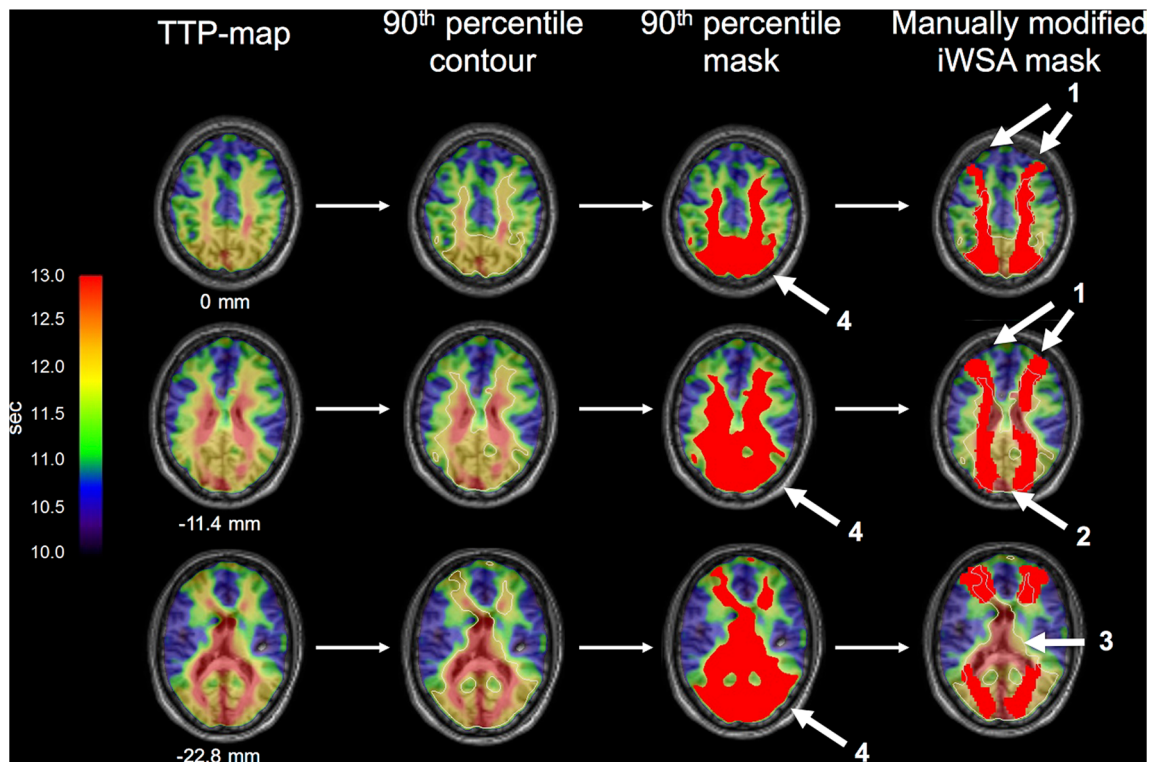 TTP-map
90th percentile
contour
90th percentile
mask
Manually modified
iWSA mask
1
13.0
12.5
12.0
11.5
11.0
10.5
10.0
sec
0 mm
4
1
-11.4 mm
4
2
3
-22.8 mm
4